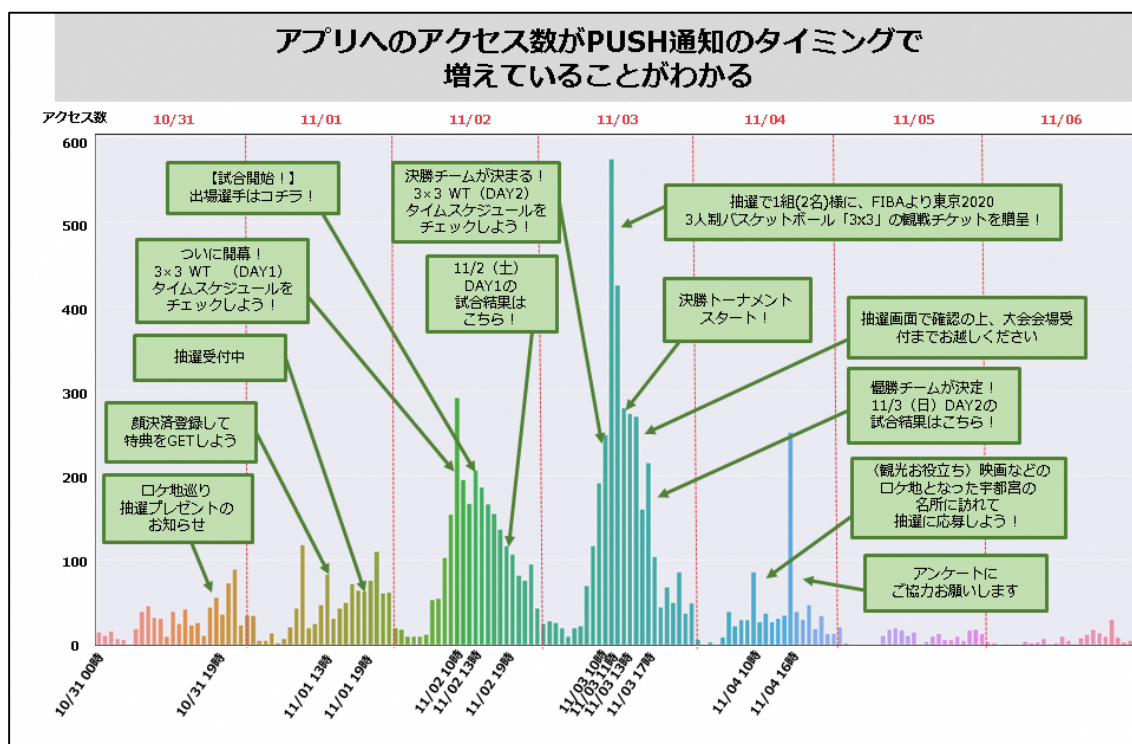 アプリへのアクセス数がPUSH通知のタイミングで
増えていることがわかる
アクセス数
10/31
11/01
11/02
11/03
11/04
11/05
11/06
600
500
400
300
200
100
0
【試合開始！】
出場選手はコチラ！
ついに開幕！
3×3 WT （DAY1）
タイムスケジュールを
チェックしよう！
抽選受付中
顔決済登録して
特典をGETしよう
ロケ地巡り
抽選プレゼントの
お知らせ
決勝チームが決まる！
3×3 WT（DAY2）
タイムスケジュールを
チェックしよう！
11/2（土）
DAY1の
試合結果は
こちら！
抽選で1組(2名)様に、FIBAより東京2020
3人制バスケットボール「3x3」の観戦チケットを贈呈！
決勝トーナメント
スタート！
抽選画面で確認の上、大会会場受
付までお越しください
優勝チームが決定！
11/3（日）DAY2の
試合結果はこちら！
（観光お役立ち）映画などの
ロケ地となった宇都宮の
名所に訪れて
抽選に応募しよう！
アンケートに
ご協力お願いします
10/31 00時
10/31 19時
11/01 13時
11/01 19時
11/02 10時
11/02 13時
11/02 19時
11/03 10時
11/03 11時
11/03 13時
11/03 17時
11/04 10時
11/04 16時